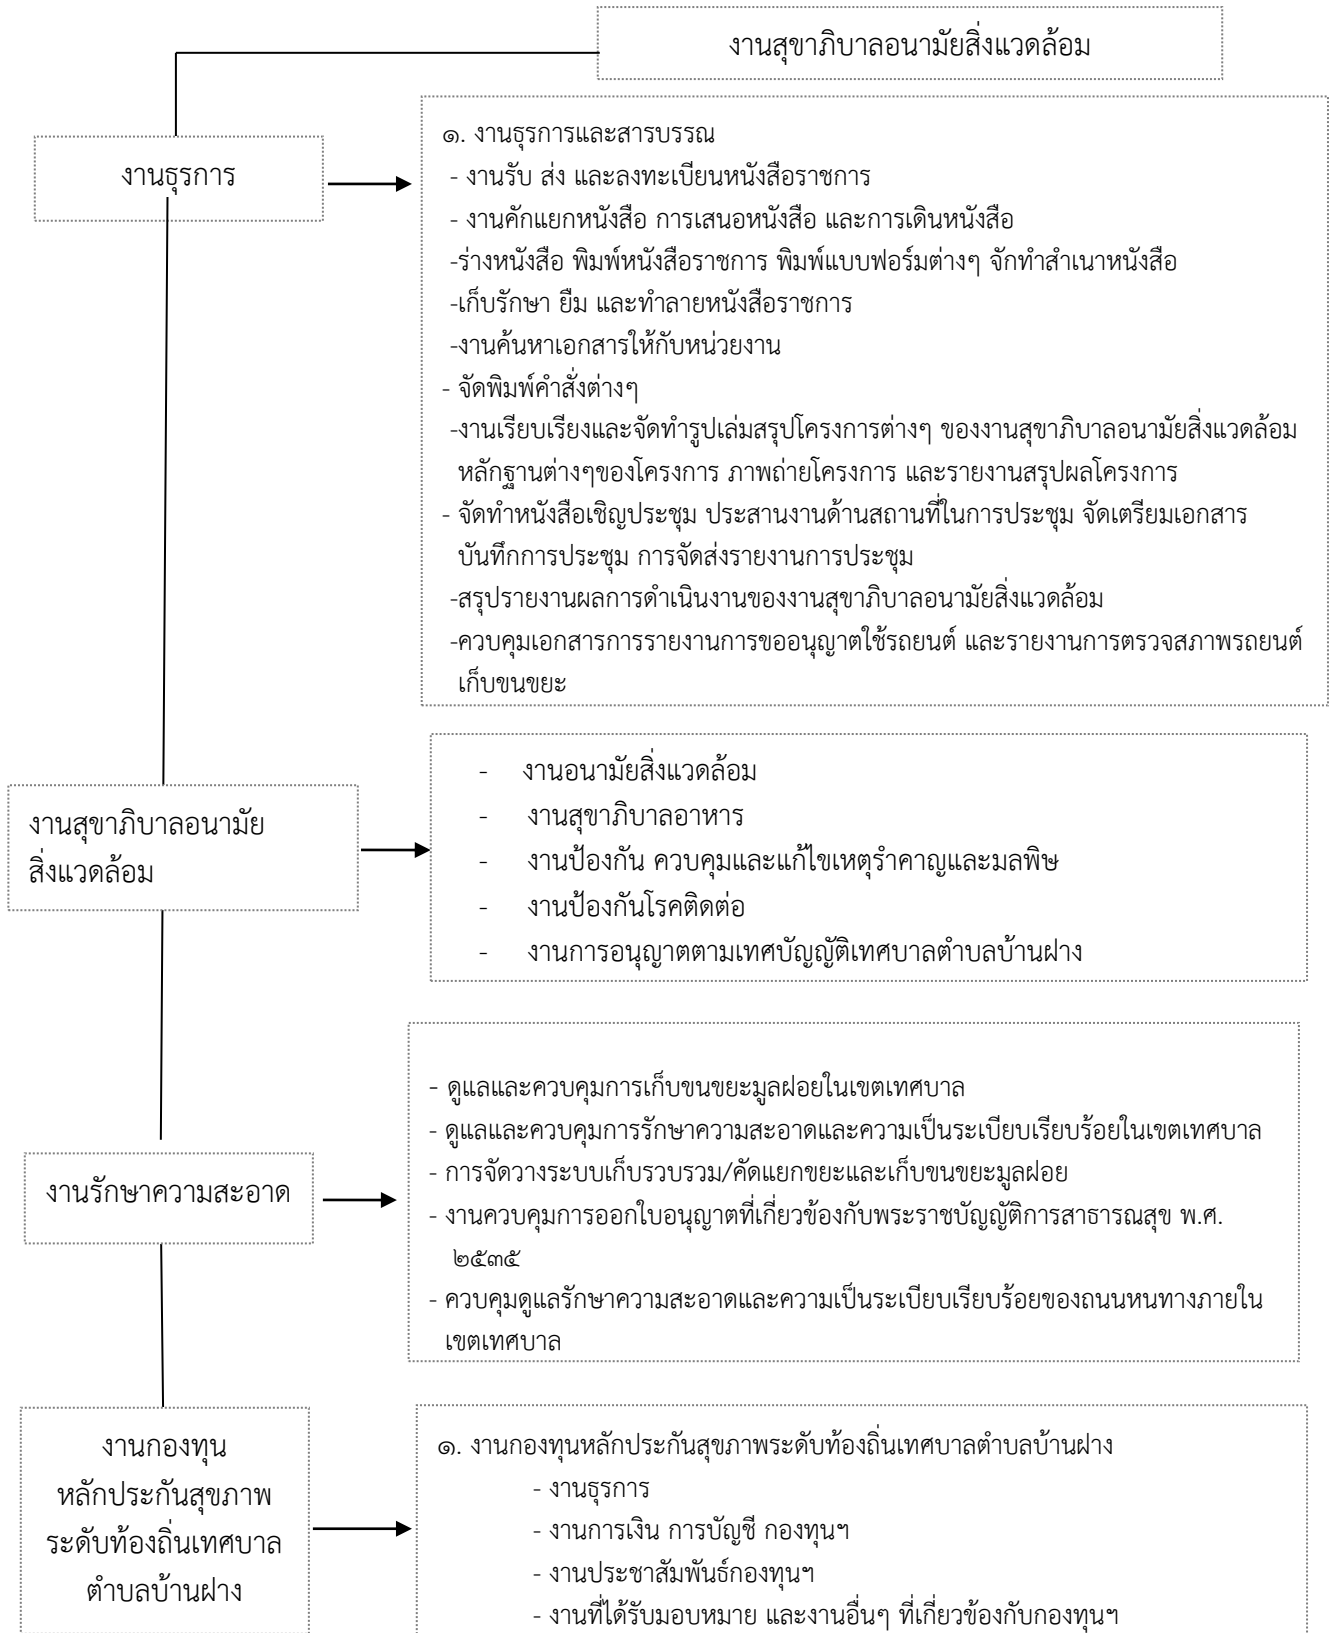 งานสุขาภิบาลอนามัยสิ่งแวดล้อม
งานธุรการ
๑. งานธุรการและสารบรรณ
- งานรับ ส่ง และลงทะเบียนหนังสือราชการ
- งานคักแยกหนังสือ การเสนอหนังสือ และการเดินหนังสือ
-ร่างหนังสือ พิมพ์หนังสือราชการ พิมพ์แบบฟอร์มต่างๆ จักทำสำเนาหนังสือ
-เก็บรักษา ยืม และทำลายหนังสือราชการ
-งานค้นหาเอกสารให้กับหน่วยงาน
- จัดพิมพ์คำสั่งต่างๆ
-งานเรียบเรียงและจัดทำรูปเล่มสรุปโครงการต่างๆ ของงานสุขาภิบาลอนามัยสิ่งแวดล้อม
หลักฐานต่างๆของโครงการ ภาพถ่ายโครงการ และรายงานสรุปผลโครงการ
- จัดทำหนังสือเชิญประชุม ประสานงานด้านสถานที่ในการประชุม จัดเตรียมเอกสาร
บันทึกการประชุม การจัดส่งรายงานการประชุม
-สรุปรายงานผลการดำเนินงานของงานสุขาภิบาลอนามัยสิ่งแวดล้อม
-ควบคุมเอกสารการรายงานการขออนุญาตใช้รถยนต์ และรายงานการตรวจสภาพรถยนต์
เก็บขนขยะ
งานสุขาภิบาลอนามัย
สิ่งแวดล้อม
- งานอนามัยสิ่งแวดล้อม
- งานสุขาภิบาลอาหาร
- งานป้องกัน ควบคุมและแก้ไขเหตุรำคาญและมลพิษ
- งานป้องกันโรคติดต่อ
- งานการอนุญาตตามเทศบัญญัติเทศบาลตำบลบ้านฝาง
งานรักษาความสะอาด
- ดูแลและควบคุมการเก็บขนขยะมูลฝอยในเขตเทศบาล
- ดูแลและควบคุมการรักษาความสะอาดและความเป็นระเบียบเรียบร้อยในเขตเทศบาล
- การจัดวางระบบเก็บรวบรวม/คัดแยกขยะและเก็บขนขยะมูลฝอย
- งานควบคุมการออกใบอนุญาตที่เกี่ยวข้องกับพระราชบัญญัติการสาธารณสุข พ.ศ.
๒๕๓๕
- ควบคุมดูแลรักษาความสะอาดและความเป็นระเบียบเรียบร้อยของถนนหนทางภายใน
เขตเทศบาล
งานกองทุน
หลักประกันสุขภาพ
ระดับท้องถิ่นเทศบาล
ตำบลบ้านฝาง
๑. งานกองทุนหลักประกันสุขภาพระดับท้องถิ่นเทศบาลตำบลบ้านฝาง
- งานธุรการ
- งานการเงิน การบัญชี กองทุนฯ
- งานประชาสัมพันธ์กองทุนฯ
- งานที่ได้รับมอบหมาย และงานอื่นๆ ที่เกี่ยวข้องกับกองทุนฯ